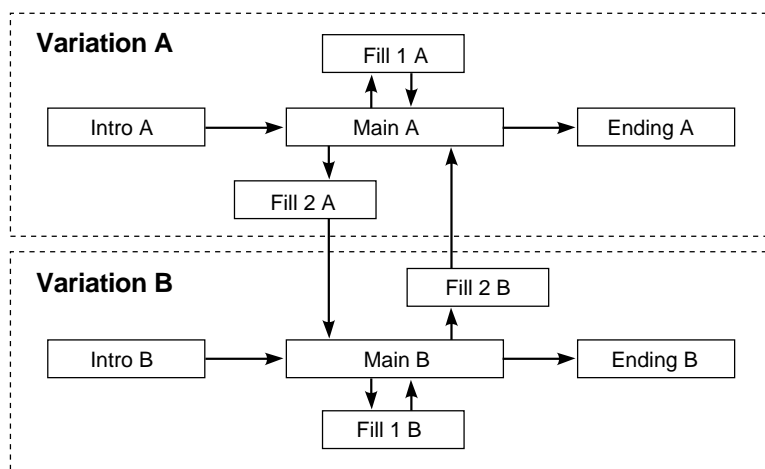 Variation A
Fill 1 A
Intro A
Main A
Ending A
Fill 2 A
Variation B
Fill 2 B
Intro B
Main B
Ending B
Fill 1 B